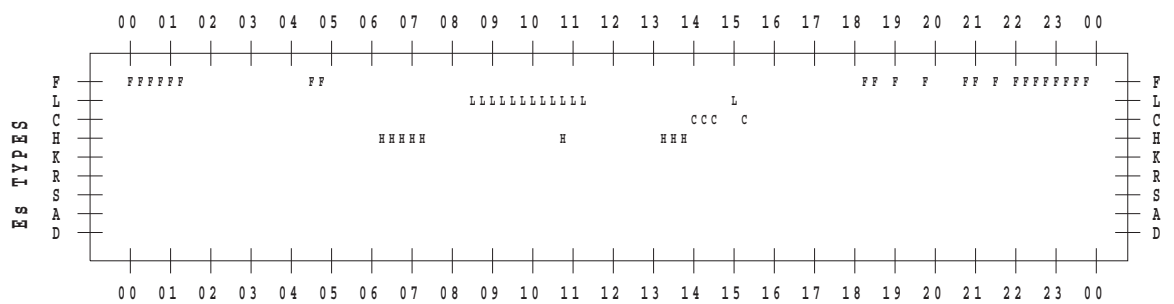 00 01 02 03 04 05 06 07 08 09 10 11 12 13 14 15 16 17 18 19 20 21 22 23 00
F FFFFFF FF FF F F FF F FFFFFFFF F
L LLLLLLLLLLLL L L
C CCC C C
H HHHHH H HHH H
K K
R R
S S
A A
D D
Es TYPES
00 01 02 03 04 05 06 07 08 09 10 11 12 13 14 15 16 17 18 19 20 21 22 23 00